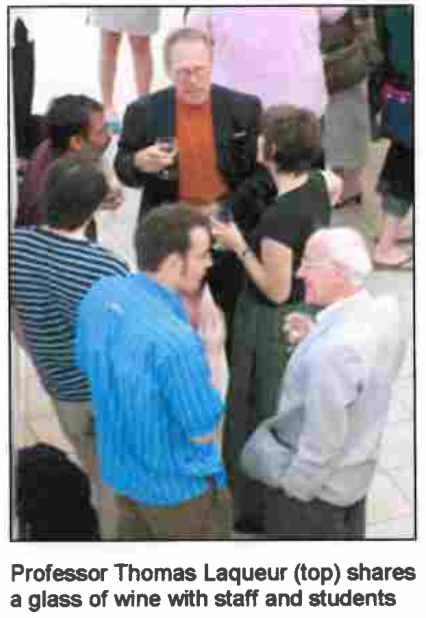 Professor Thomas Laqueur (top) shares
a glass of wine with staff and students